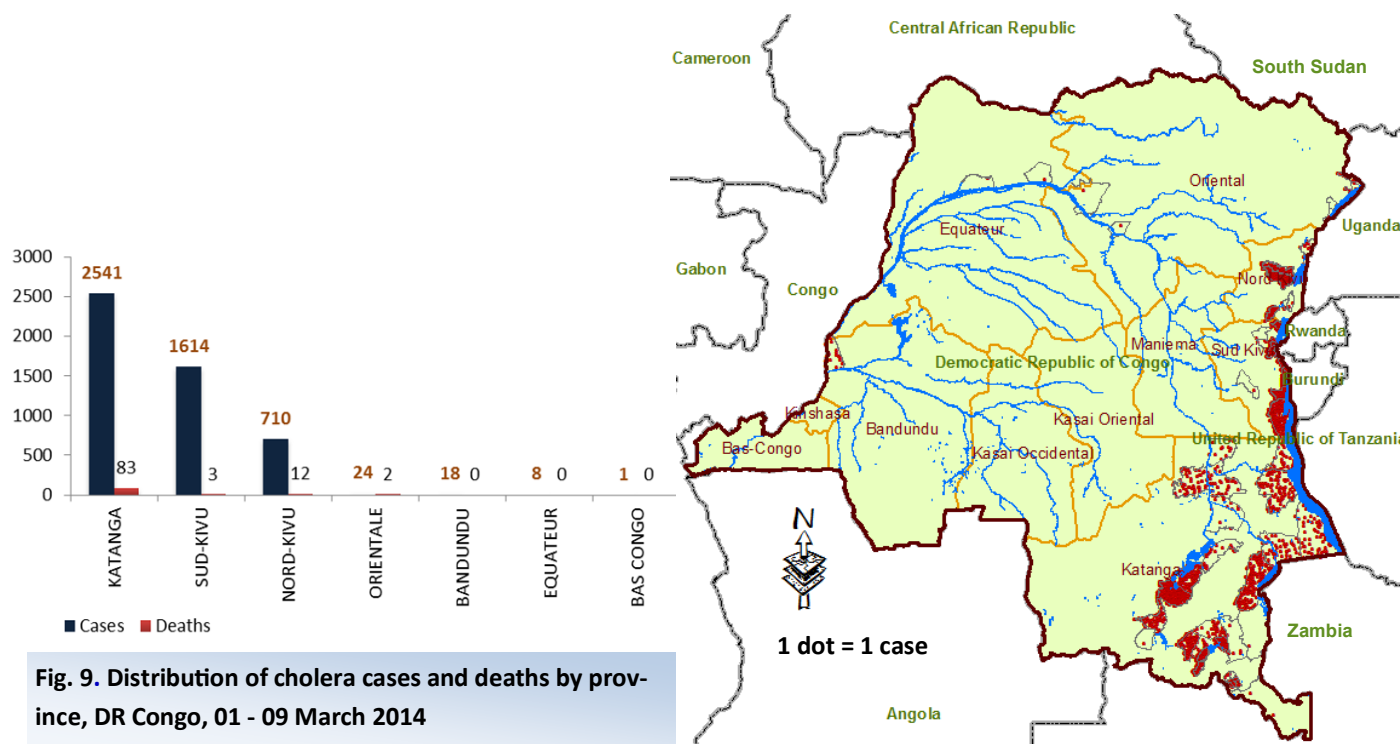 3000
2500
2000
1500
1000
500
0
2541
83
1614
3
710
12
24
2
18
0
8
0
1
0
KATANGA
SUD-KIVU
NORD-KIVU
ORIENTALE
BANDUNDU
EQUATEUR
BAS CONGO
Cases
Deaths
Fig. 9. Distribution of cholera cases and deaths by prov-
ince, DR Congo, 01 - 09 March 2014
Central African Republic
Cameroon
South Sudan
Oriental
Equateur
Uganda
Gabon
Nord
Congo
Rwanda
Maniema
Sud Kivu
Democratic Republic of Congo
Burundi
Kinshasa
Kasai Oriental
Bandundu
United Republic of Tanzania
Bas-Congo
Kasai Occidental
N
Katanga
Zambia
1 dot = 1 case
Angola